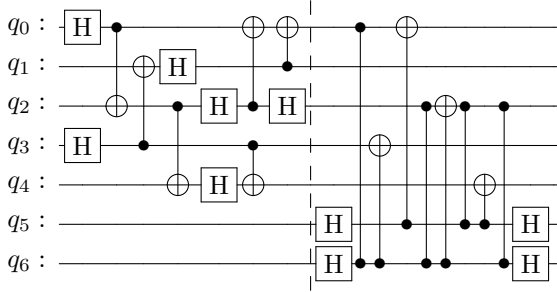 q0 : H
q1 : H
q2 : H H
q3 : H
q4 : H
q5 : H H
q6 : H H